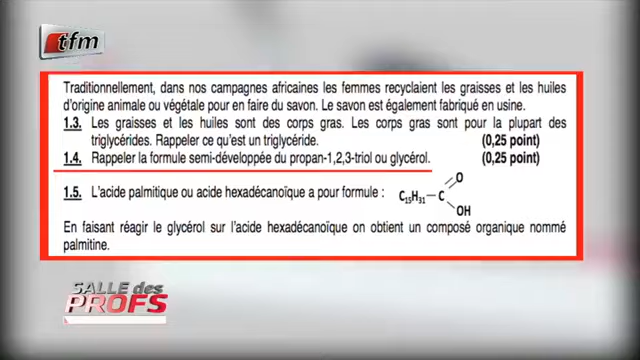 tfm
Traditionnellement, dans nos campagnes africaines les femmes recyclaient les graisses et les huiles
d'origine animale ou végétale pour en faire du savon. Le savon est également fabriqué en usine.
1.3. Les graisses et les huiles sont des corps gras. Les corps gras sont pour la plupart des
triglycérides. Rappeler ce qu'est un triglycéride. (0,25 point)
1.4. Rappeler la formule semi-développée du propan-1,2,3-triol ou glycérol. (0,25 point)
1.5. L'acide palmitique ou acide hexadécanoïque a pour formule : C15H31—C
O
OH
En faisant réagir le glycérol sur l'acide hexadécanoïque on obtient un composé organique nommé
palmitine.
SALLE des
PROFS